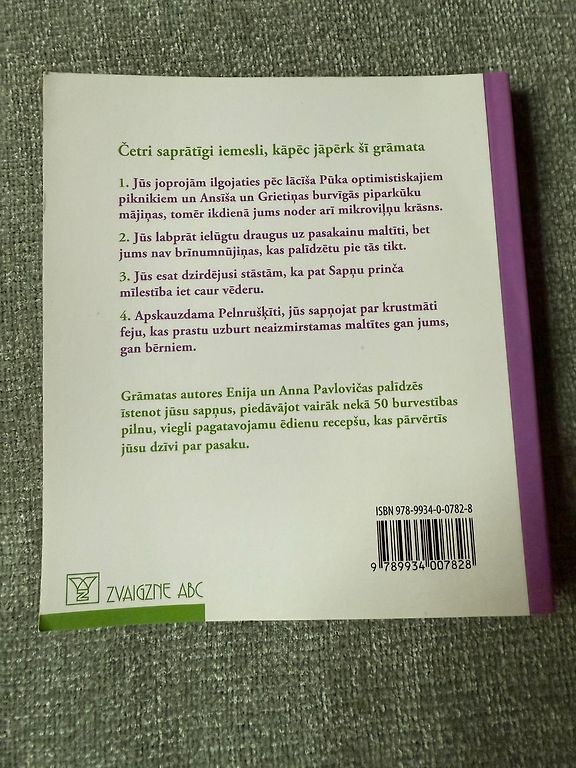 Četri saprātīgi iemesli, kāpēc jāpērk šī grāmata
1. Jūs joprojām ilgojaties pēc lācīša Pūka optimistiskajiem
piknikiem un Ansīša un Grietiņas burvīgās piparkūku
mājiņas, tomēr ikdienā jums noder arī mikroviļņu krāsns.
2. Jūs labprāt ielūgtu draugus uz pasakainu maltīti, bet
jums nav brīnumnūjiņas, kas palīdzētu pie tās tikt.
3. Jūs esat dzirdējusi stāstām, ka pat Sapņu prinča
mīlestība iet caur vēderu.
4. Apskauzdama Pelnrušķīti, jūs sapņojat par krustmāti
feju, kas prastu uzburt neaizmirstamas maltītes gan jums,
gan bērniem.
Grāmatas autores Enija un Anna Pavlovičas palīdzēs
īstenot jūsu sapņus, piedāvājot vairāk nekā 50 burvestības
pilnu, viegli pagatavojamu ēdienu recepšu, kas pārvērtīs
jūsu dzīvi par pasaku.
ISBN 978-9934-0-0782-8
9 789934 007828
ZVAIGZNE ABC